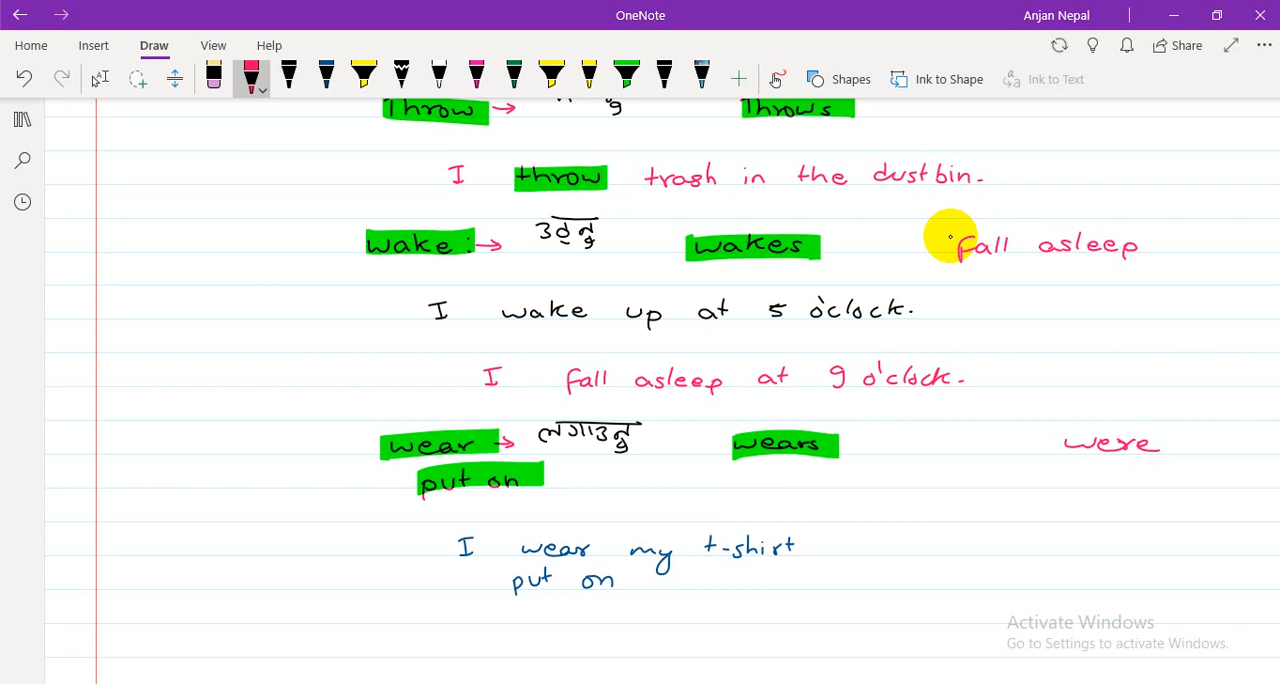 OneNote
Anjan Nepal
Home Insert Draw View Help
Share
Shapes Ink to Shape Ink to Text
Throw → Throws
I throw trash in the dustbin.
wake: → उठ्नु wakes fall asleep
I wake up at 5 o'clock.
I fall asleep at 9 o'clock.
wear → लगाउनु wears were
put on
I wear my t-shirt
put on
Activate Windows
Go to Settings to activate Windows.